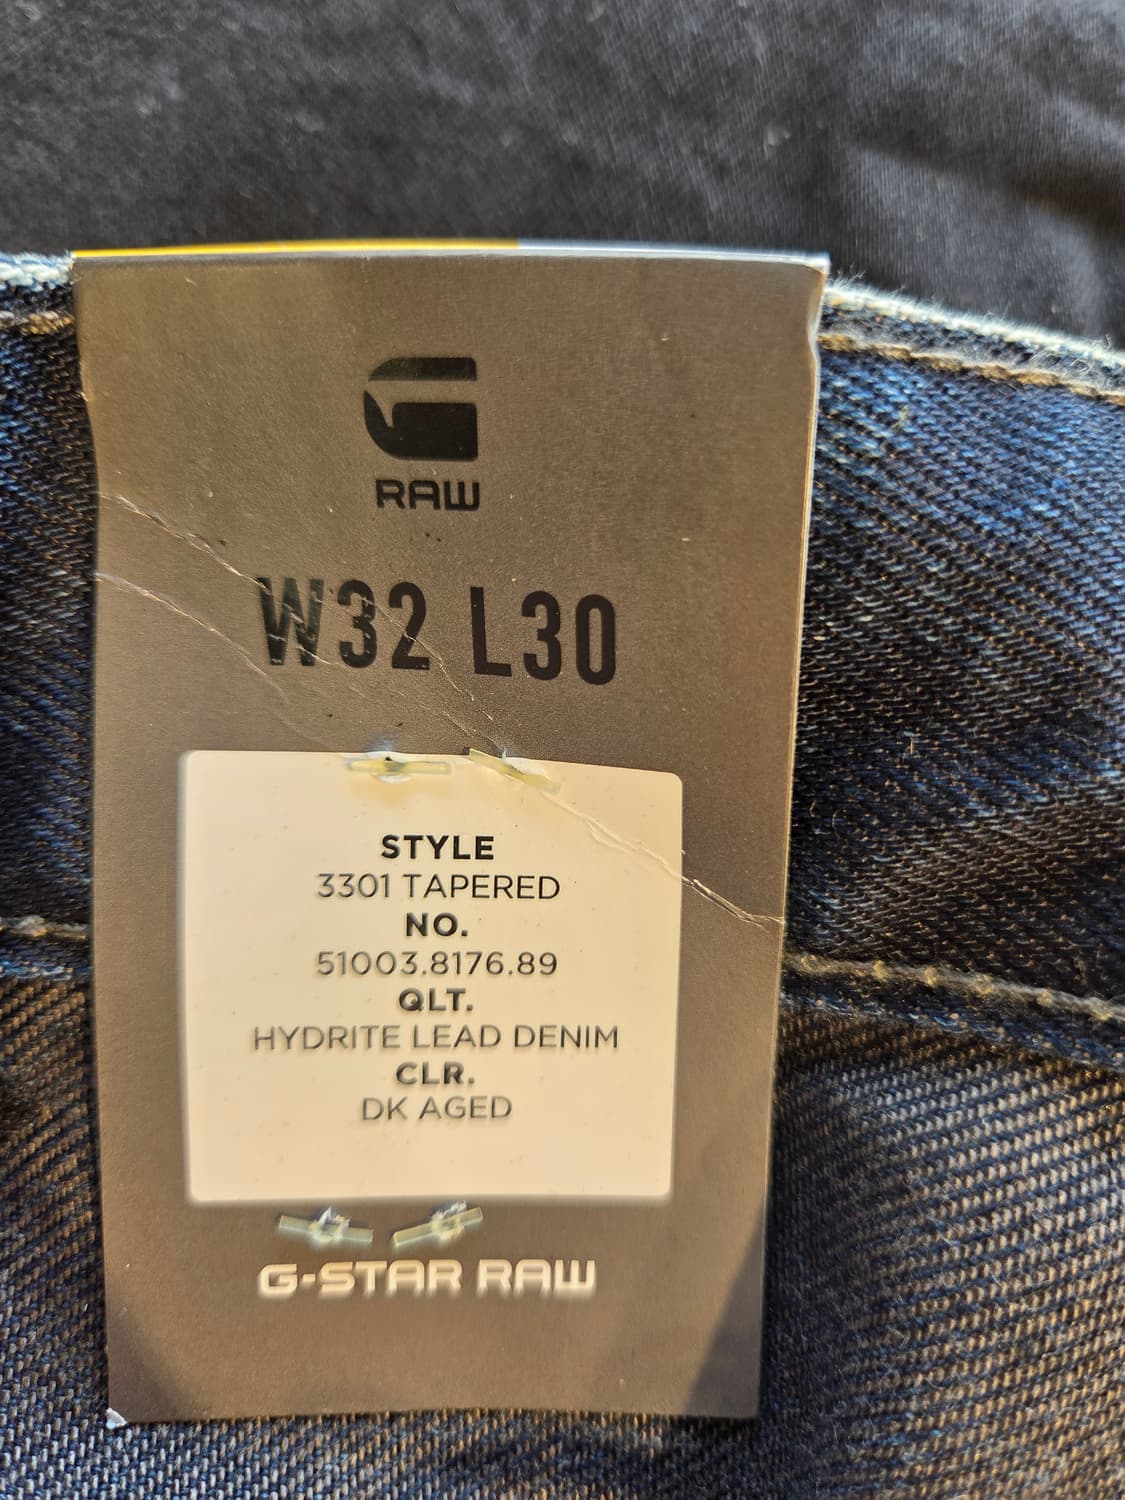 RAW
W32 L30
STYLE
3301 TAPERED
NO.
51003.8176.89
QLT.
HYDRITE LEAD DENIM
CLR.
DK AGED
G-STAR RAW